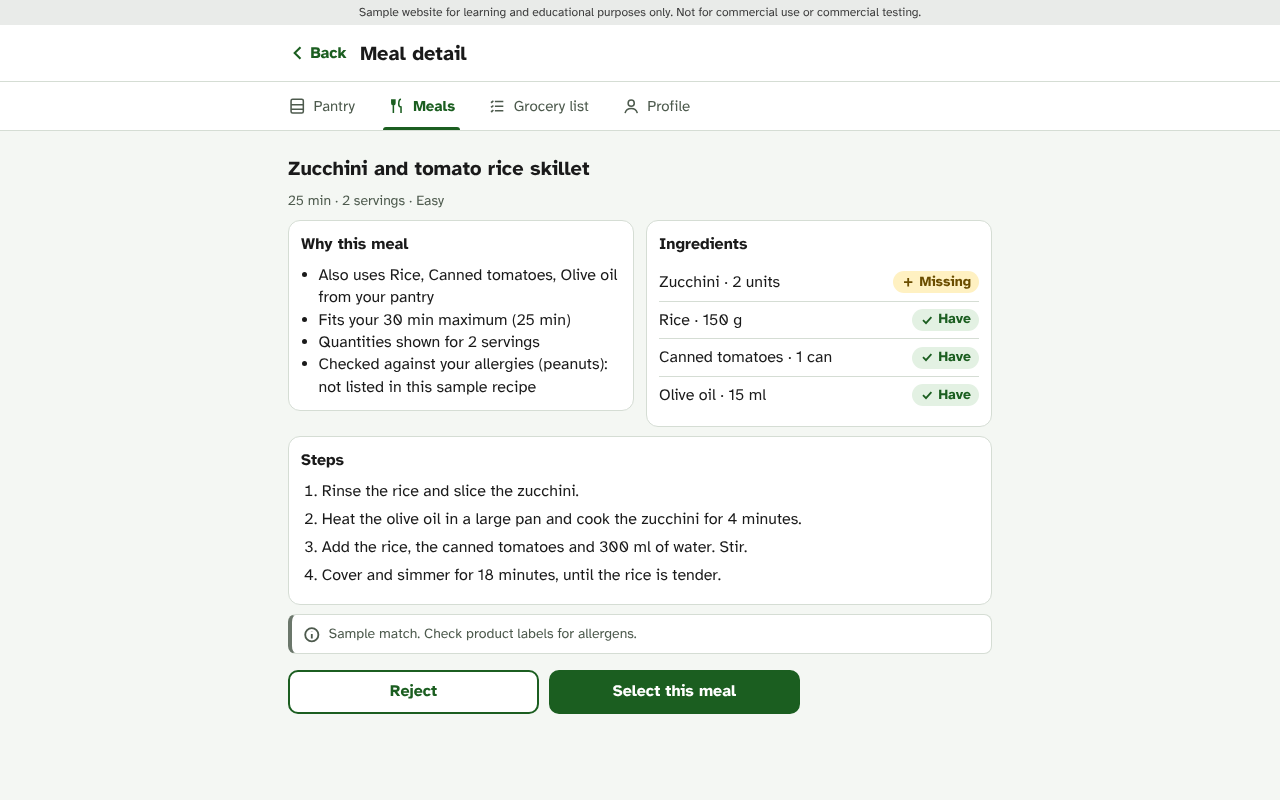 Sample website for learning and educational purposes only. Not for commercial use or commercial testing.
Back
Meal detail
Pantry
Meals
Grocery list
Profile
Zucchini and tomato rice skillet
25 min · 2 servings · Easy
Why this meal
• Also uses Rice, Canned tomatoes, Olive oil
from your pantry
• Fits your 30 min maximum (25 min)
• Quantities shown for 2 servings
• Checked against your allergies (peanuts):
not listed in this sample recipe
Ingredients
Zucchini · 2 units + Missing
Rice · 150 g ✓ Have
Canned tomatoes · 1 can ✓ Have
Olive oil · 15 ml ✓ Have
Steps
1. Rinse the rice and slice the zucchini.
2. Heat the olive oil in a large pan and cook the zucchini for 4 minutes.
3. Add the rice, the canned tomatoes and 300 ml of water. Stir.
4. Cover and simmer for 18 minutes, until the rice is tender.
Sample match. Check product labels for allergens.
Reject
Select this meal